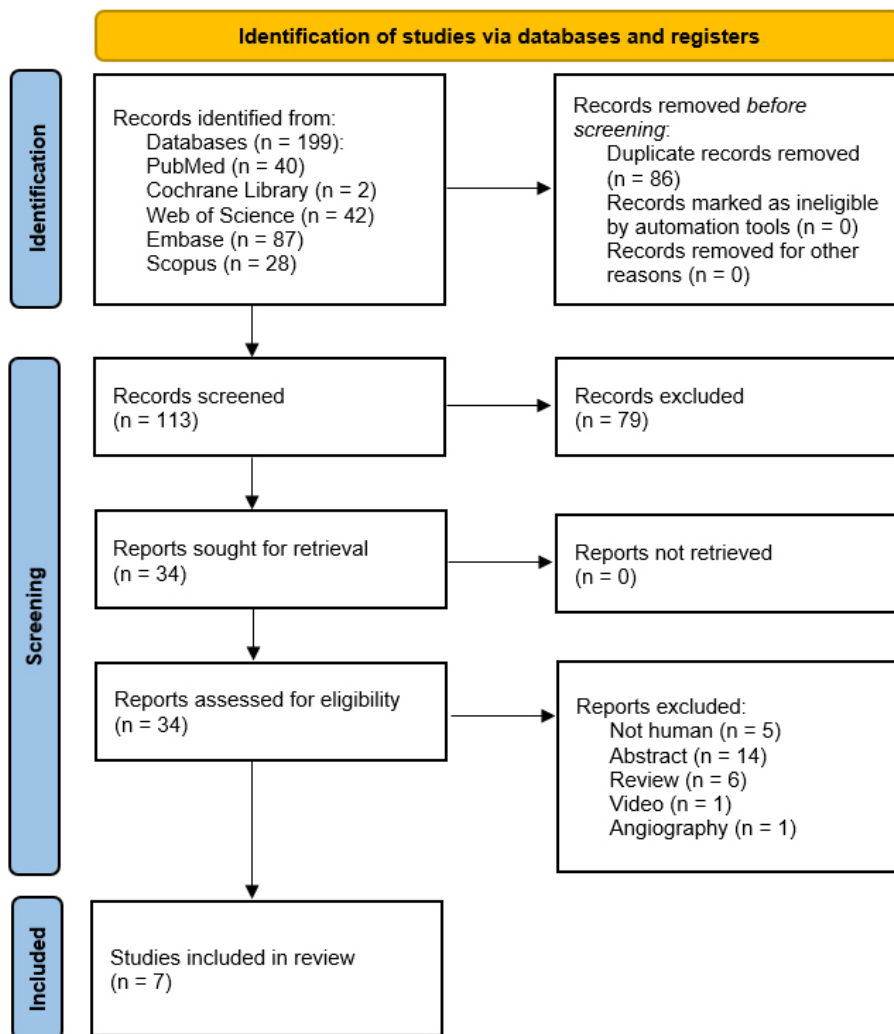 Identification of studies via databases and registers
Identification
Records identified from:
Databases (n = 199):
PubMed (n = 40)
Cochrane Library (n = 2)
Web of Science (n = 42)
Embase (n = 87)
Scopus (n = 28)
Records removed before
screening:
Duplicate records removed
(n = 86)
Records marked as ineligible
by automation tools (n = 0)
Records removed for other
reasons (n = 0)
Screening
Records screened
(n = 113)
Records excluded
(n = 79)
Reports sought for retrieval
(n = 34)
Reports not retrieved
(n = 0)
Reports assessed for eligibility
(n = 34)
Reports excluded:
Not human (n = 5)
Abstract (n = 14)
Review (n = 6)
Video (n = 1)
Angiography (n = 1)
Included
Studies included in review
(n = 7)